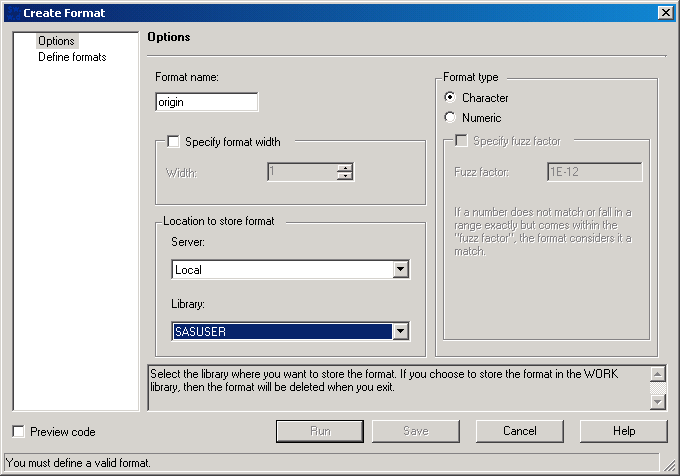 Create Format
Options
Define formats
Options
Format name:
origin
Specify format width
Width:
1
Location to store format
Server:
Local
Library:
SASUSER
Format type
Character
Numeric
Specify fuzz factor
Fuzz factor:
1E-12
If a number does not match or fall in a
range exactly but comes within the
"fuzz factor", the format considers it a
match.
Select the library where you want to store the format. If you choose to store the format in the WORK
library, then the format will be deleted when you exit.
Preview code
Run
Save
Cancel
Help
You must define a valid format.